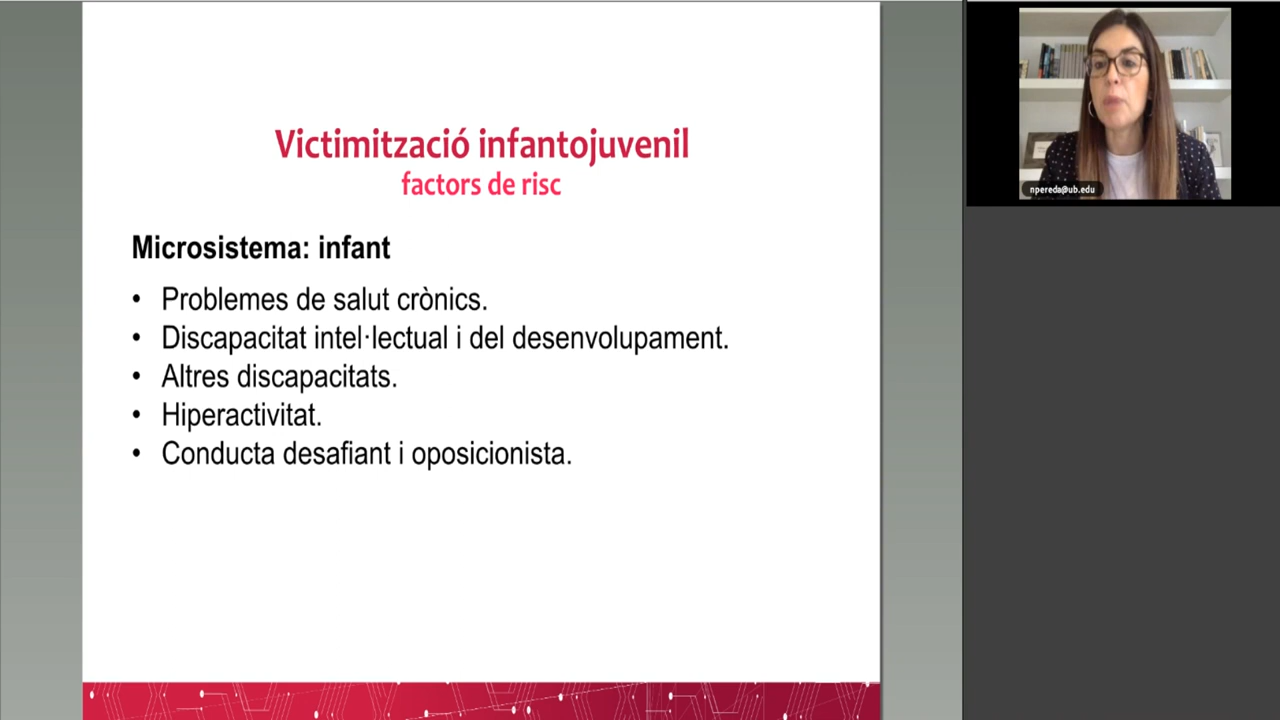 Victimització infantojuvenil
factors de risc
Microsistema: infant
• Problemes de salut crònics.
• Discapacitat intel·lectual i del desenvolupament.
• Altres discapacitats.
• Hiperactivitat.
• Conducta desafiant i oposicionista.
npereda@ub.edu